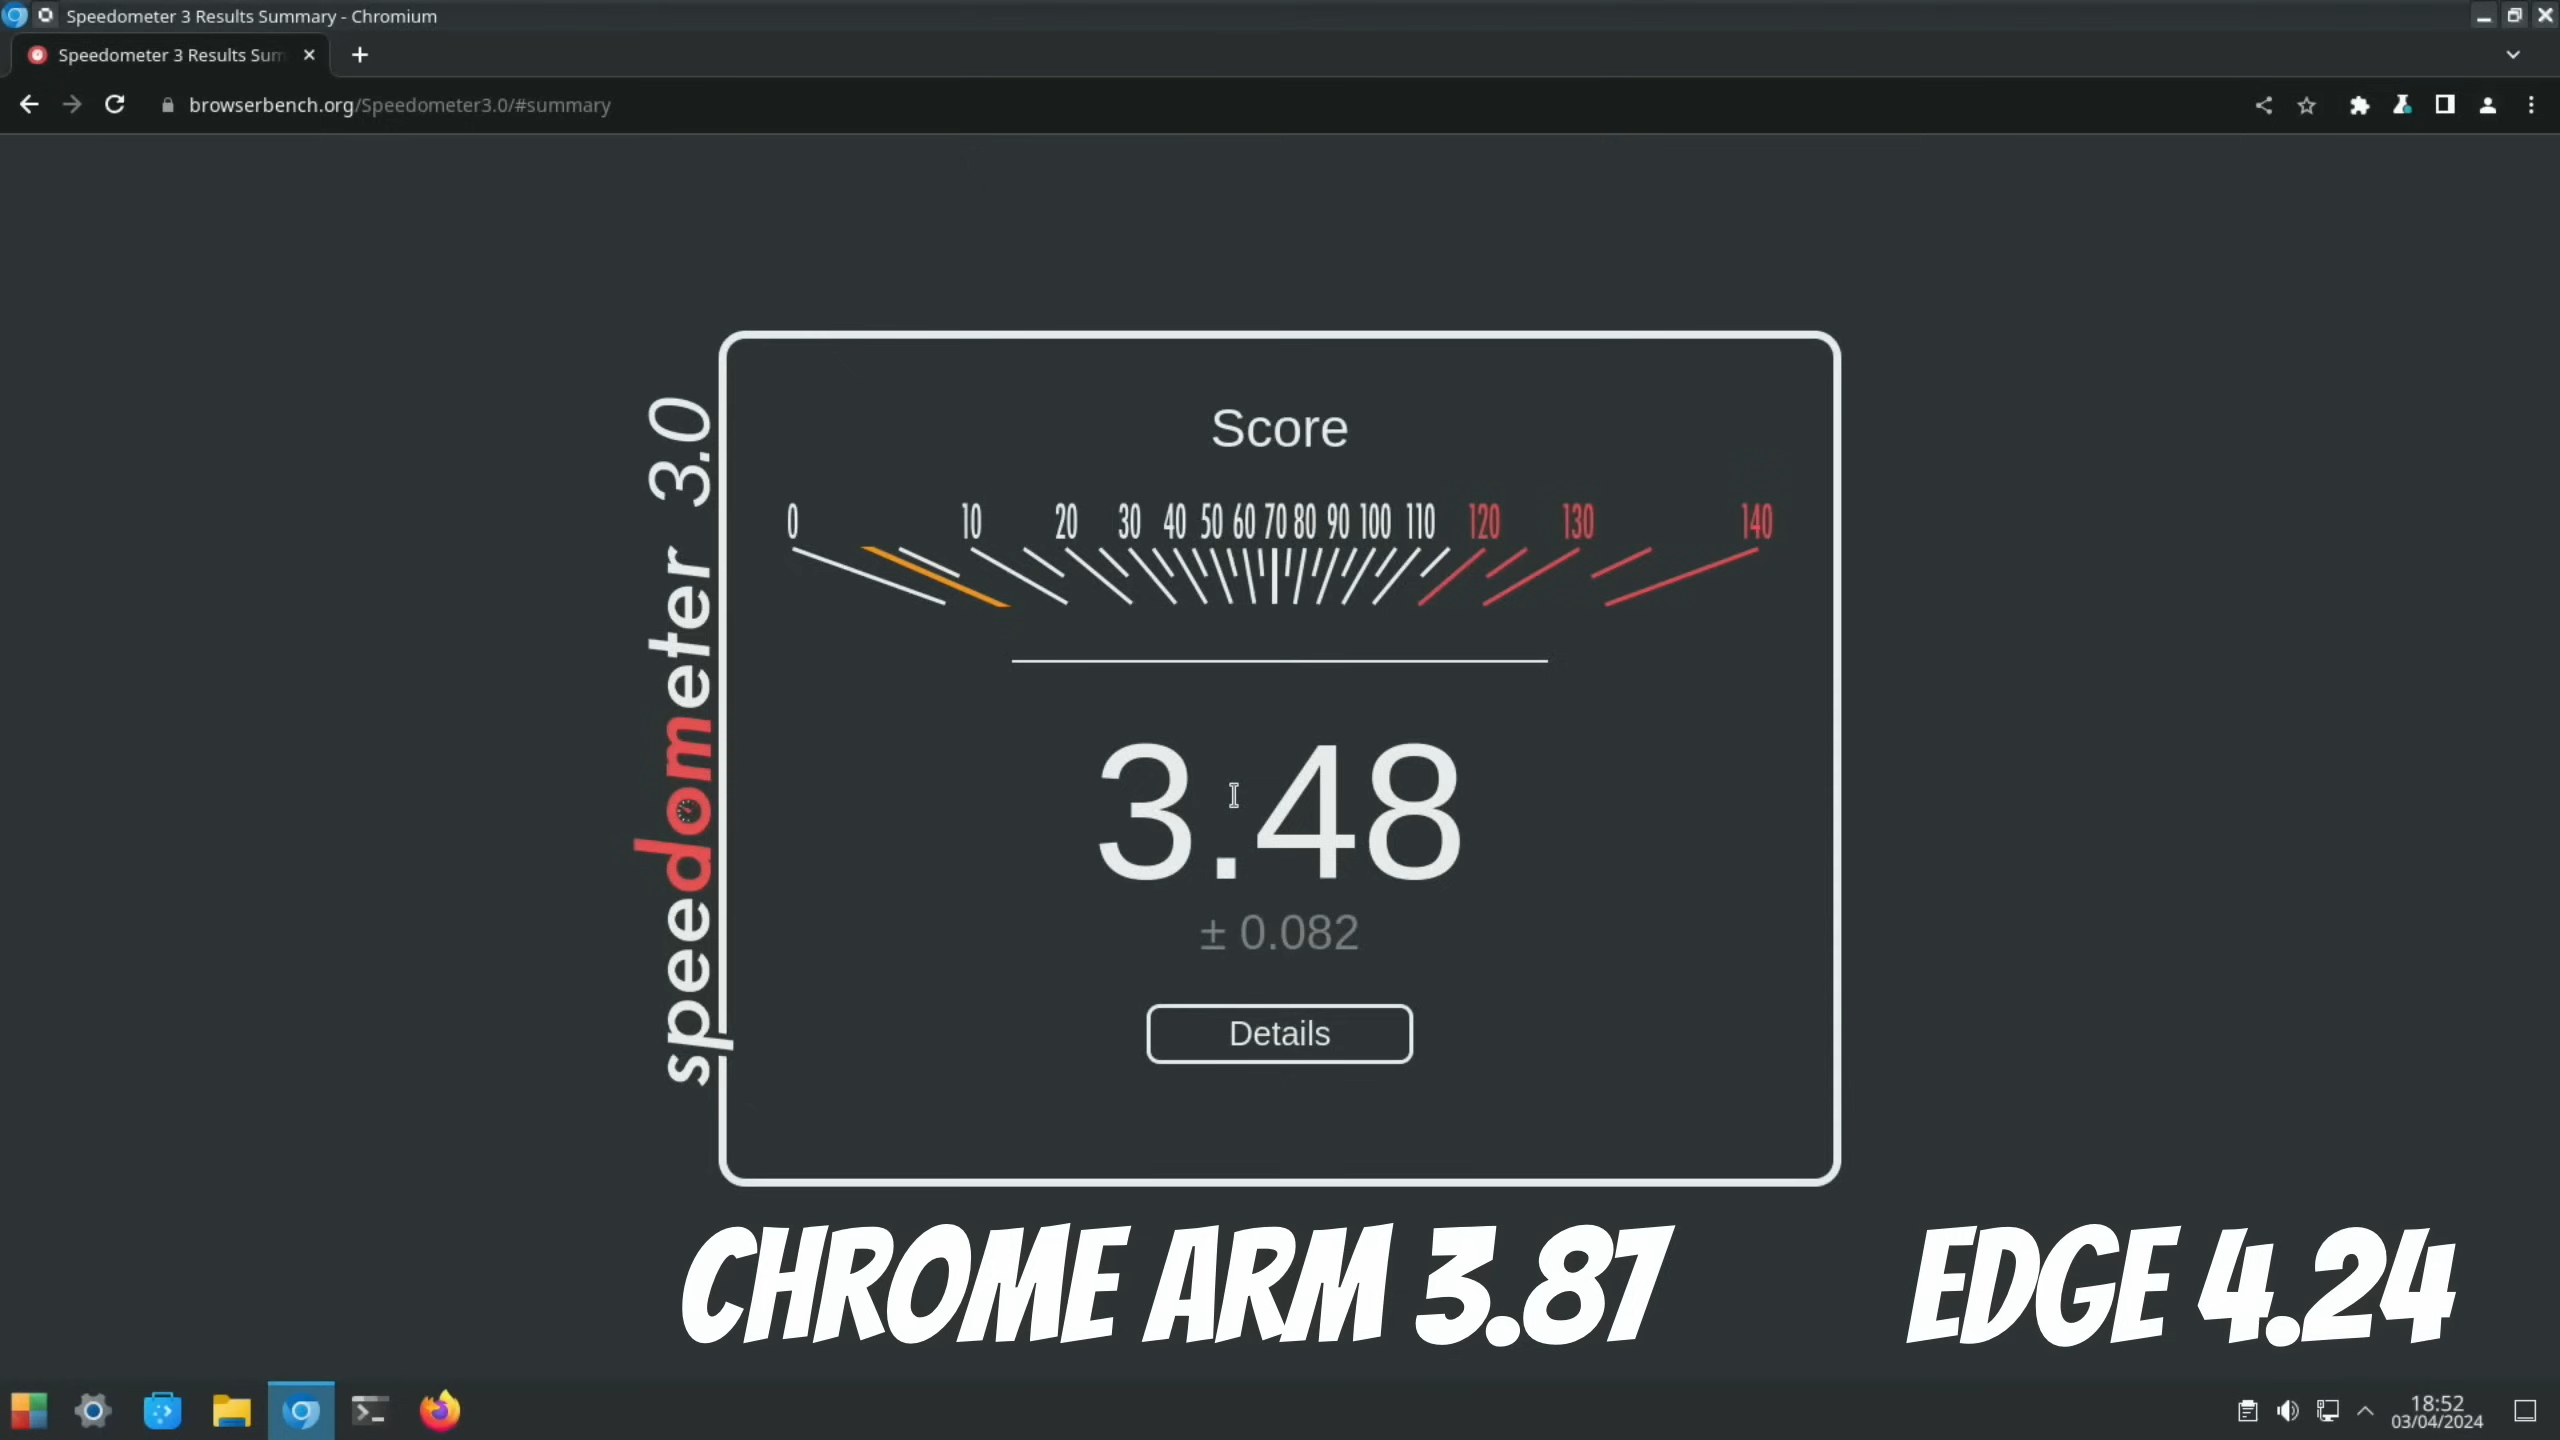 Speedometer 3 Results Summary - Chromium
Speedometer 3 Results Sum
browserbench.org/Speedometer3.0/#summary
speedometer 3.0
Score
0 10 20 30 40 50 60 70 80 90 100 110 120 130 140
3.48
± 0.082
Details
CHROME ARM 3.87 EDGE 4.24
18:52
03/04/2024